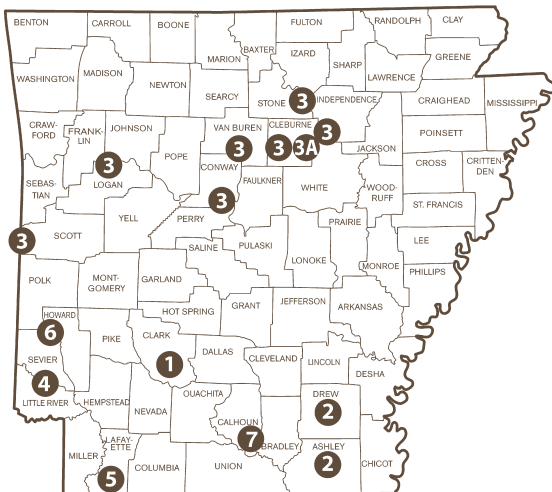 BENTON
CARROLL
BOONE
FULTON
RANDOLPH
CLAY
MARION
BAXTER
IZARD
SHARP
GREENE
WASHINGTON
MADISON
NEWTON
LAWRENCE
SEARCY
STONE
3
INDEPENDENCE
CRAIGHEAD
MISSISSIPPI
CRAW-
FORD
FRANK-
LIN
JOHNSON
VAN BUREN
3
CLEBURNE
3
3A
3
JACKSON
POINSETT
POPE
3
LOGAN
CONWAY
FAULKNER
WHITE
WOOD-
RUFF
CROSS
CRITTEN-
DEN
SEBAS-
TIAN
3
ST. FRANCIS
YELL
PERRY
PRAIRIE
3
SCOTT
SALINE
PULASKI
LONOKE
MONROE
LEE
PHILLIPS
POLK
MONT-
GOMERY
GARLAND
HOT SPRING
GRANT
JEFFERSON
ARKANSAS
HOWARD
6
PIKE
CLARK
1
DALLAS
CLEVELAND
LINCOLN
DESHA
SEVIER
4
LITTLE RIVER
HEMPSTEAD
NEVADA
OUACHITA
CALHOUN
7
BRADLEY
DREW
2
ASHLEY
2
CHICOT
MILLER
LAFAY-
ETTE
5
COLUMBIA
UNION